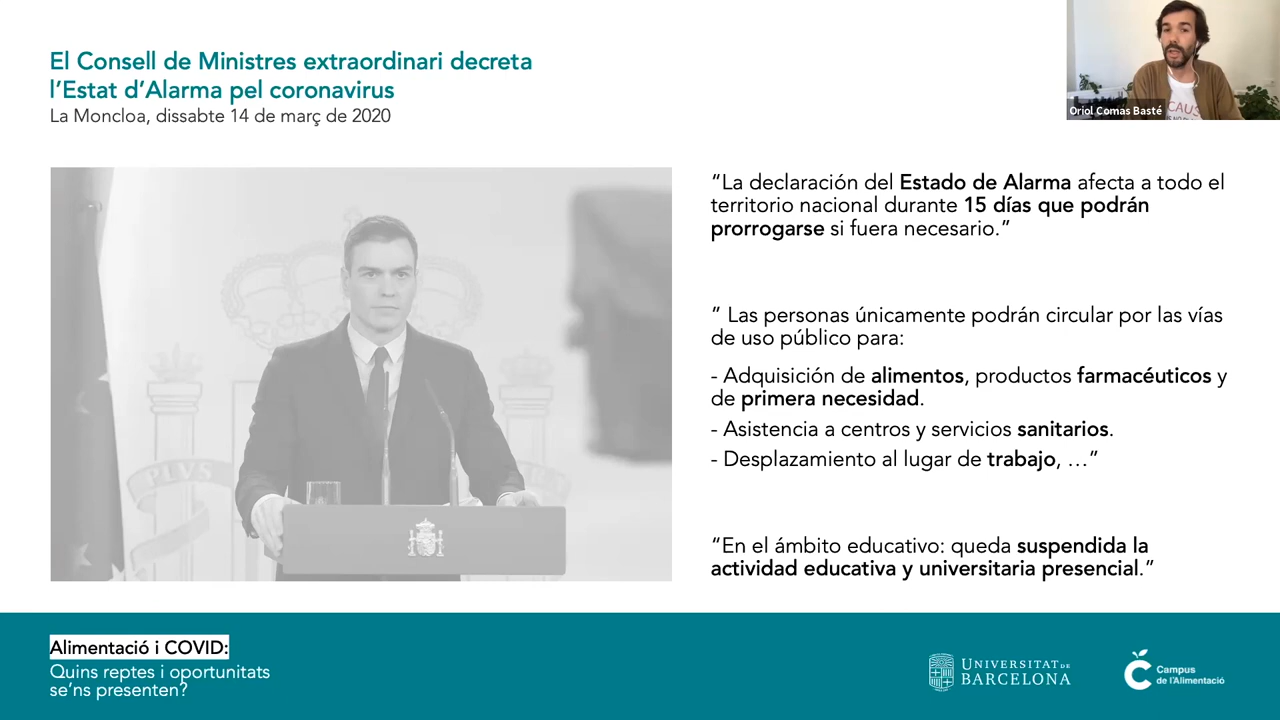 El Consell de Ministres extraordinari decreta
l’Estat d’Alarma pel coronavirus
La Moncloa, dissabte 14 de març de 2020
Oriol Comas Basté
CAUS
PLVS
“La declaración del Estado de Alarma afecta a todo el
territorio nacional durante 15 días que podrán
prorrogarse si fuera necesario.”
” Las personas únicamente podrán circular por las vías
de uso público para:
- Adquisición de alimentos, productos farmacéuticos y
de primera necesidad.
- Asistencia a centros y servicios sanitarios.
- Desplazamiento al lugar de trabajo, …”
“En el ámbito educativo: queda suspendida la
actividad educativa y universitaria presencial.”
Alimentació i COVID:
Quins reptes i oportunitats
se’ns presenten?
UNIVERSITAT DE
BARCELONA
Campus
de l’Alimentació